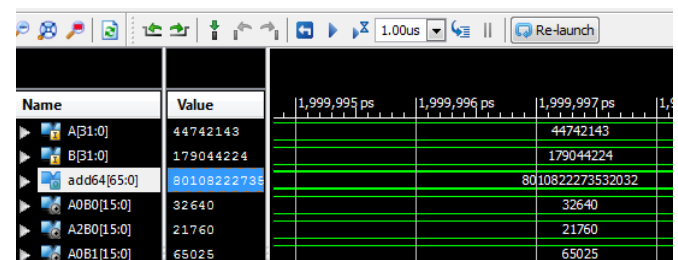 1.00us Re-launch
Name Value 1,999,995 ps 1,999,996 ps 1,999,997 ps
A[31:0] 44742143 44742143
B[31:0] 179044224 179044224
add64[65:0] 80108222735 8010822273532032
A0B0[15:0] 32640 32640
A2B0[15:0] 21760 21760
A0B1[15:0] 65025 65025